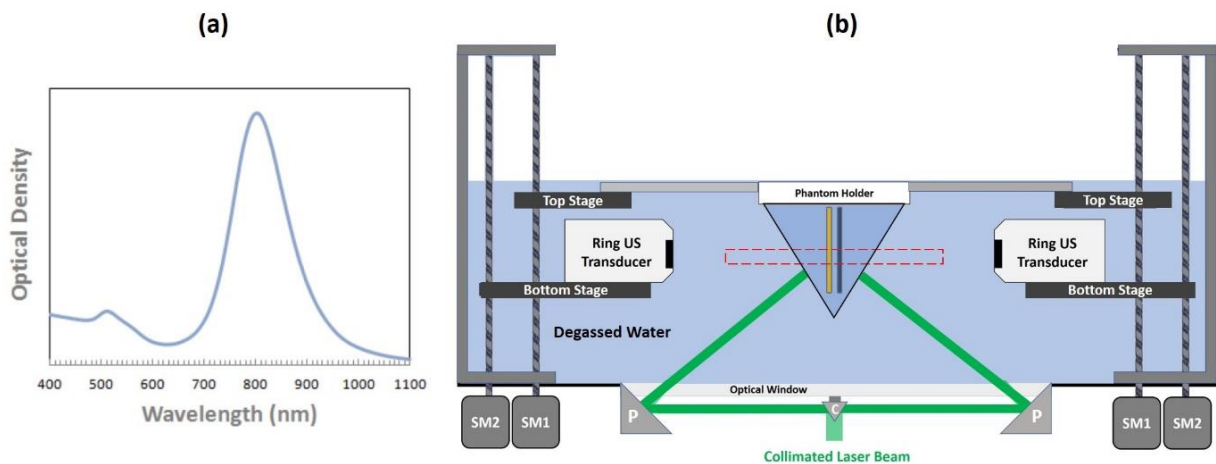 (a)
Optical Density
400 500 600 700 800 900 1000 1100
Wavelength (nm)
(b)
Phantom Holder
Top Stage
Top Stage
Ring US
Transducer
Ring US
Transducer
Bottom Stage
Bottom Stage
Degassed Water
Optical Window
P
C
P
SM2
SM1
SM1
SM2
Collimated Laser Beam